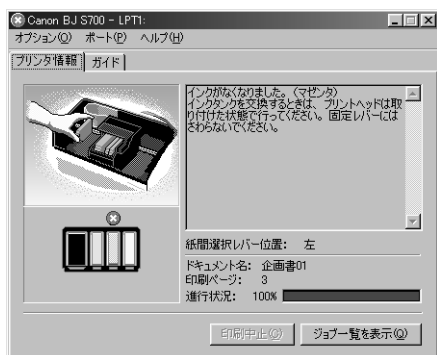 Canon BJ S700 - LPT1:
オプション(O) ポート(P) ヘルプ(H)
プリンタ情報 ガイド
インクがなくなりました。(マゼンタ)
インクタンクを交換するときは、プリントヘッドは取
り付けた状態で行ってください。固定レバーには
さわらないでください。
紙間選択レバー位置: 左
ドキュメント名: 企画書01
印刷ページ: 3
進行状況: 100%
印刷中止(C) ジョブ一覧を表示(Q)